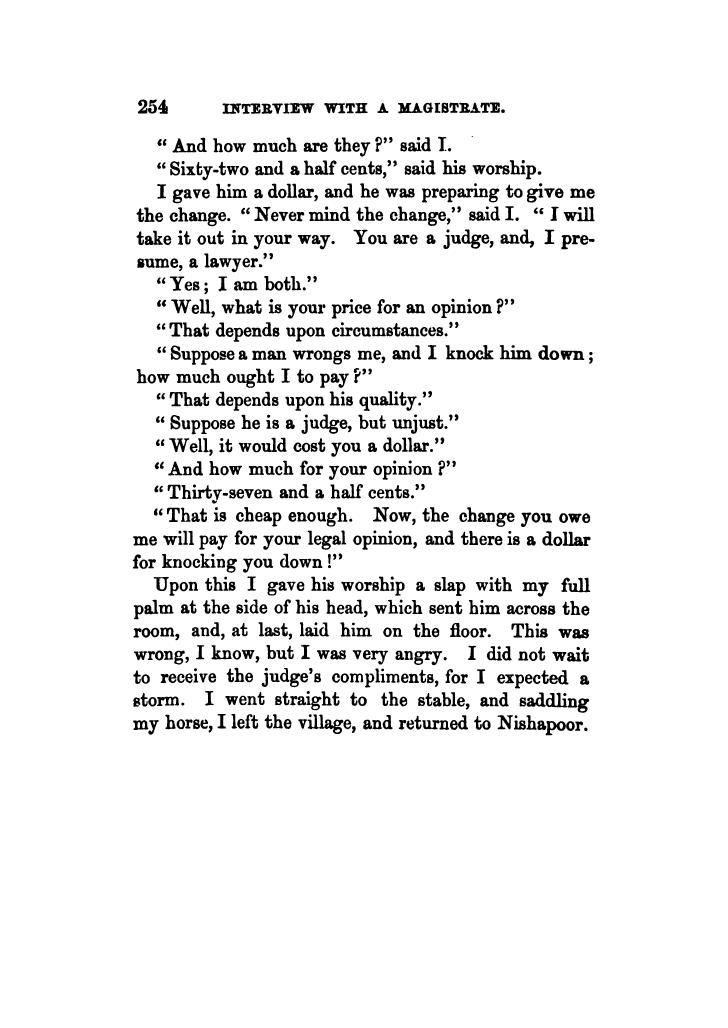 254 INTERVIEW WITH A MAGISTRATE.
“ And how much are they ?” said I.
“ Sixty-two and a half cents,” said his worship.
I gave him a dollar, and he was preparing to give me
the change. “ Never mind the change,” said I. “ I will
take it out in your way. You are a judge, and, I pre-
sume, a lawyer.”
“ Yes ; I am both.”
“ Well, what is your price for an opinion ?”
“ That depends upon circumstances.”
“ Suppose a man wrongs me, and I knock him down ;
how much ought I to pay ?”
“ That depends upon his quality.”
“ Suppose he is a judge, but unjust.”
“ Well, it would cost you a dollar.”
“ And how much for your opinion ?”
“ Thirty-seven and a half cents.”
“ That is cheap enough. Now, the change you owe
me will pay for your legal opinion, and there is a dollar
for knocking you down !”
Upon this I gave his worship a slap with my full
palm at the side of his head, which sent him across the
room, and, at last, laid him on the floor. This was
wrong, I know, but I was very angry. I did not wait
to receive the judge’s compliments, for I expected a
storm. I went straight to the stable, and saddling
my horse, I left the village, and returned to Nishapoor.